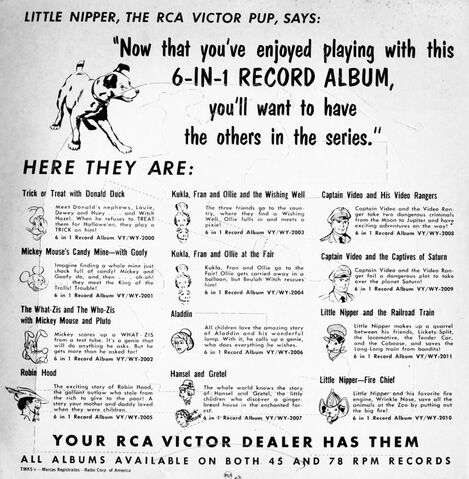 LITTLE NIPPER, THE RCA VICTOR PUP, SAYS:
"Now that you've enjoyed playing with this
6-IN-1 RECORD ALBUM,
you'll want to have
the others in the series."
HERE THEY ARE:
Trick or Treat with Donald Duck
Meet Donald's nephews, Louie,
Dewey and Huey and Witch
Hazel. When he refuses to TREAT
them for Hallowe'en, they play a
TRICK on him!
6 in 1 Record Album VY/WY-2000
Mickey Mouse's Candy Mine—with Goofy
Imagine finding a whole mine just
chock full of candy! Mickey and
Goofy do, and then. . . oh-oh!
they meet the King of the
Trolls! Trouble!
6 in 1 Record Album VY/WY-2001
The What-Zis and The Who-Zis
with Mickey Mouse and Pluto
Mickey scares up a WHAT-ZIS
from a test tube. It's a genie that
will do anything he asks. But he
gets more than he asked for!
6 in 1 Record Album VY/WY-2002
Robin Hood
The exciting story of Robin Hood,
the gallant outlaw who stole from
the rich to give to the poor! A
story your mother and daddy loved
when they were children.
6 in 1 Record Album VY/WY-2005
Kukla, Fran and Ollie and the Wishing Well
The three friends go to the coun-
try, where they find a Wishing
Well. Ollie falls in and meets a
pixie!
6 in 1 Record Album VY/WY-2003
Kukla, Fran and Ollie at the Fair
Kukla, Fran and Ollie go to the
Fair! Ollie gets carried away in a
balloon, but Beulah Witch rescues
him!
6 in 1 Record Album VY/WY-2004
Aladdin
All children love the amazing story
of Aladdin and his wonderful
lamp. With it, he calls up a genie,
who does everything he wishes.
6 in 1 Record Album VY/WY-2006
Hansel and Gretel
The whole world knows the story
of Hansel and Gretel, the little
children who discover a ginger-
bread house in the enchanted for-
est.
6 in 1 Record Album VY/WY-2007
Captain Video and His Video Rangers
Captain Video and the Video Ran-
ger take two dangerous criminals
from the Moon to Jupiter and have
exciting adventures on the way!
6 in 1 Record Album VY/WY-2008
Captain Video and the Captives of Saturn
Captain Video and the Video Ran-
ger foil a dangerous plot to take
over the planet Saturn!
6 in 1 Record Album VY/WY-2009
Little Nipper and the Railroad Train
Little Nipper makes up a quarrel
between his friends, Lickety-Split,
the locomotive, the Tender Car,
and the Caboose, and saves the
Long-Long Train from bandits!
6 in 1 Record Album VY/WY-2011
Little Nipper—Fire Chief
Little Nipper and his favorite fire
engine, Winkie Nose, save all the
animals at the Zoo by putting out
the big fire!
6 in 1 Record Album VY/WY-2010
YOUR RCA VICTOR DEALER HAS THEM
ALL ALBUMS AVAILABLE ON BOTH 45 AND 78 RPM RECORDS
TMKS ® Marcas Registradas - Radio Corp. of America
RCA